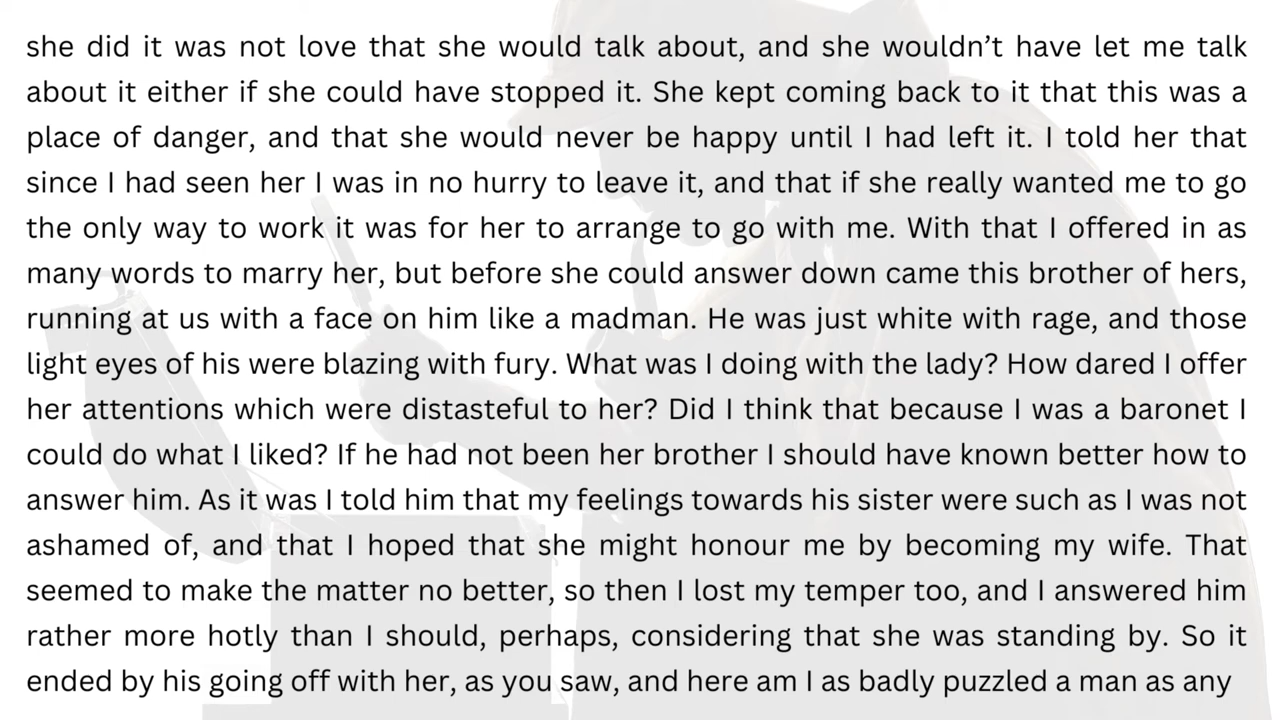 she did it was not love that she would talk about, and she wouldn’t have let me talk
about it either if she could have stopped it. She kept coming back to it that this was a
place of danger, and that she would never be happy until I had left it. I told her that
since I had seen her I was in no hurry to leave it, and that if she really wanted me to go
the only way to work it was for her to arrange to go with me. With that I offered in as
many words to marry her, but before she could answer down came this brother of hers,
running at us with a face on him like a madman. He was just white with rage, and those
light eyes of his were blazing with fury. What was I doing with the lady? How dared I offer
her attentions which were distasteful to her? Did I think that because I was a baronet I
could do what I liked? If he had not been her brother I should have known better how to
answer him. As it was I told him that my feelings towards his sister were such as I was not
ashamed of, and that I hoped that she might honour me by becoming my wife. That
seemed to make the matter no better, so then I lost my temper too, and I answered him
rather more hotly than I should, perhaps, considering that she was standing by. So it
ended by his going off with her, as you saw, and here am I as badly puzzled a man as any